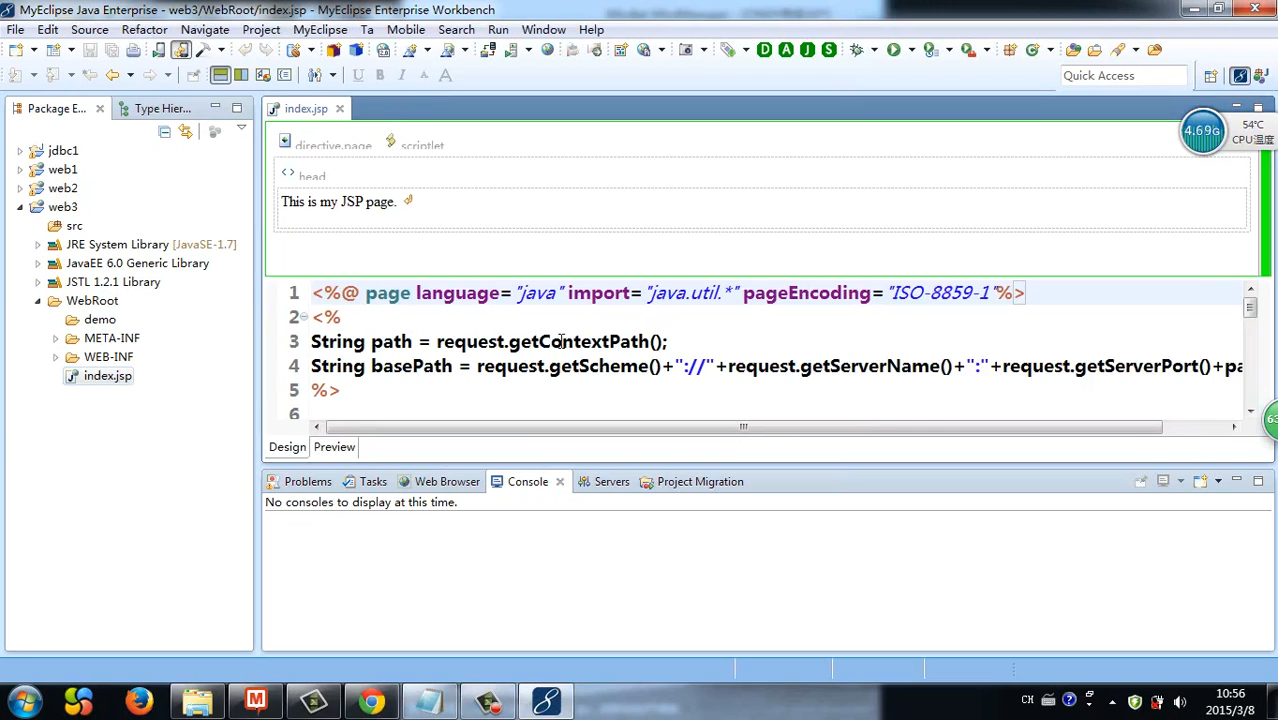 MyEclipse Java Enterprise - web3/WebRoot/index.jsp - MyEclipse Enterprise Workbench
File Edit Source Refactor Navigate Project MyEclipse Ta Mobile Search Run Window Help
D A J S
U B I A A
Quick Access
Package E... Type Hier...
index.jsp
4.69G
54℃
CPU温度
jdbc1
web1
web2
web3
src
JRE System Library [JavaSE-1.7]
JavaEE 6.0 Generic Library
JSTL 1.2.1 Library
WebRoot
demo
META-INF
WEB-INF
index.jsp
directive.page scriptlet
head
This is my JSP page.
1 <%@ page language="java" import="java.util.*" pageEncoding="ISO-8859-1"%>
2 <%
3 String path = request.getContextPath();
4 String basePath = request.getScheme()+"://"+request.getServerName()+":"+request.getServerPort()+pa
5 %>
6
63
Design Preview
Problems Tasks Web Browser Console Servers Project Migration
No consoles to display at this time.
CH
10:56
2015/3/8